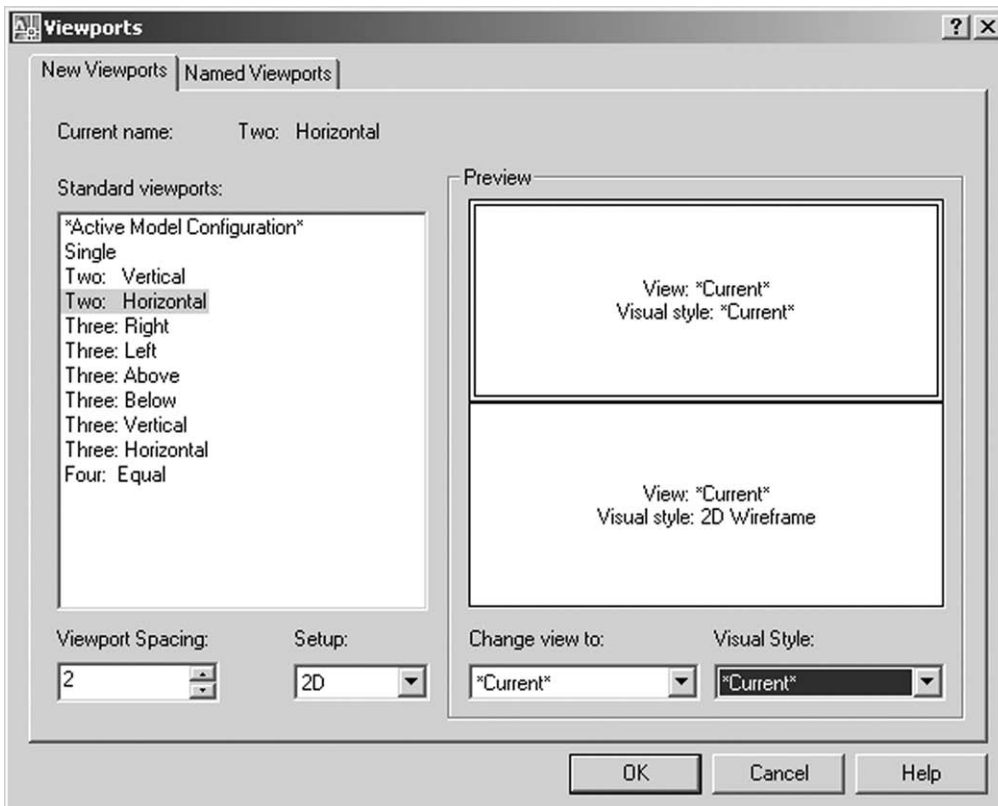 Viewports
New Viewports
Named Viewports
Current name: Two: Horizontal
Standard viewports:
*Active Model Configuration*
Single
Two: Vertical
Two: Horizontal
Three: Right
Three: Left
Three: Above
Three: Below
Three: Vertical
Three: Horizontal
Four: Equal
Preview
View: *Current*
Visual style: *Current*
View: *Current*
Visual style: 2D Wireframe
Viewport Spacing:
2
Setup:
2D
Change view to:
*Current*
Visual Style:
*Current*
OK
Cancel
Help